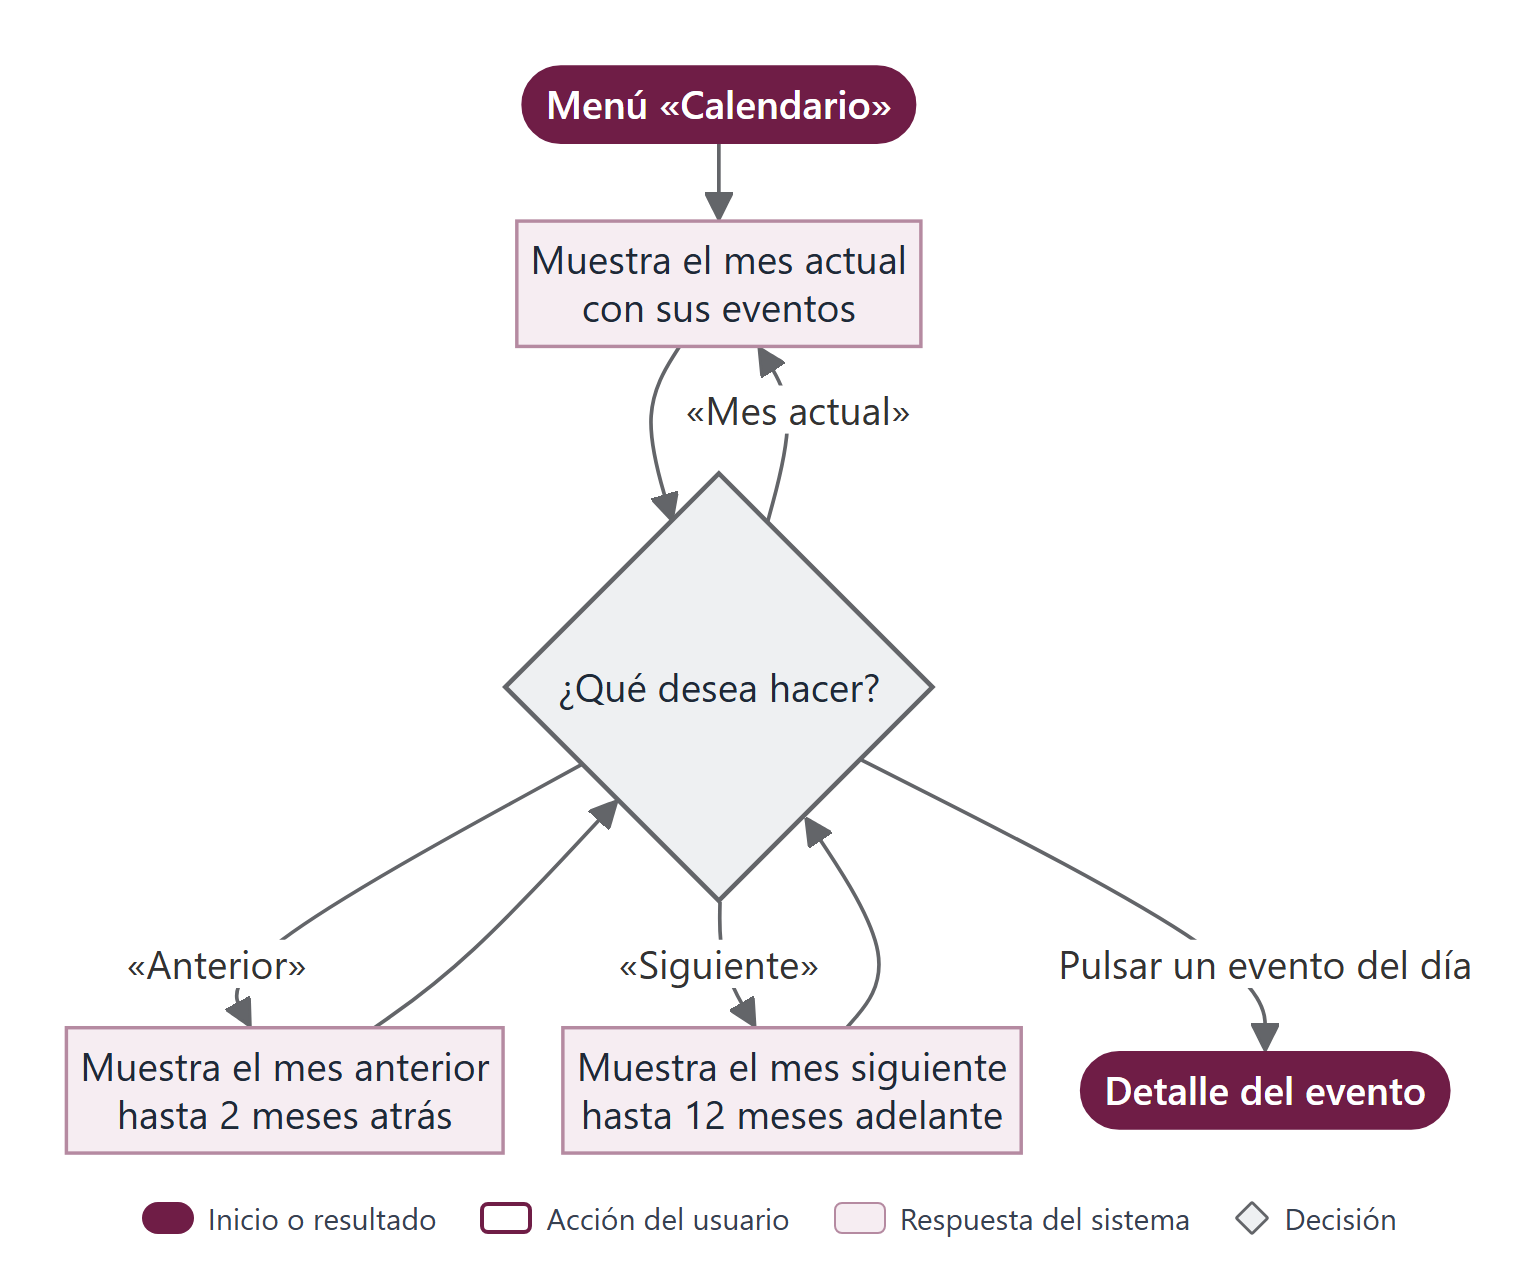 Menú «Calendario»
Muestra el mes actual
con sus eventos
«Mes actual»
¿Qué desea hacer?
«Anterior»
«Siguiente»
Pulsar un evento del día
Muestra el mes anterior
hasta 2 meses atrás
Muestra el mes siguiente
hasta 12 meses adelante
Detalle del evento
Inicio o resultado
Acción del usuario
Respuesta del sistema
Decisión